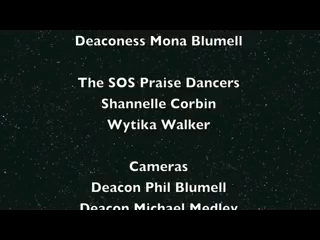 Deaconess Mona Blumell
The SOS Praise Dancers
Shannelle Corbin
Wytika Walker
Cameras
Deacon Phil Blumell
Deacon Michael Medley